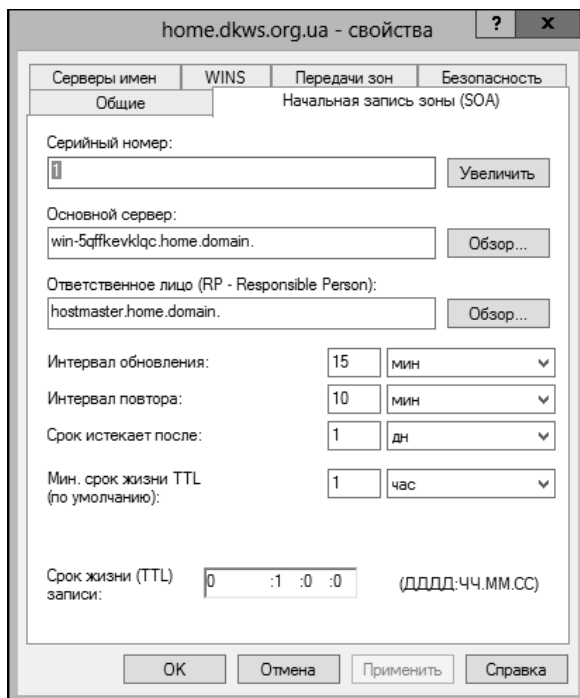 home.dkws.org.ua - свойства
? x
Серверы имен WINS Передачи зон Безопасность
Общие Начальная запись зоны (SOA)
Серийный номер:
1 Увеличить
Основной сервер:
win-5qffkevklqc.home.domain. Обзор...
Ответственное лицо (RP - Responsible Person):
hostmaster.home.domain. Обзор...
Интервал обновления: 15 мин
Интервал повтора: 10 мин
Срок истекает после: 1 дн
Мин. срок жизни TTL
(по умолчанию): 1 час
Срок жизни (TTL)
записи: 0 :1 :0 :0 (ДДДД:ЧЧ.ММ.СС)
OK Отмена Применить Справка